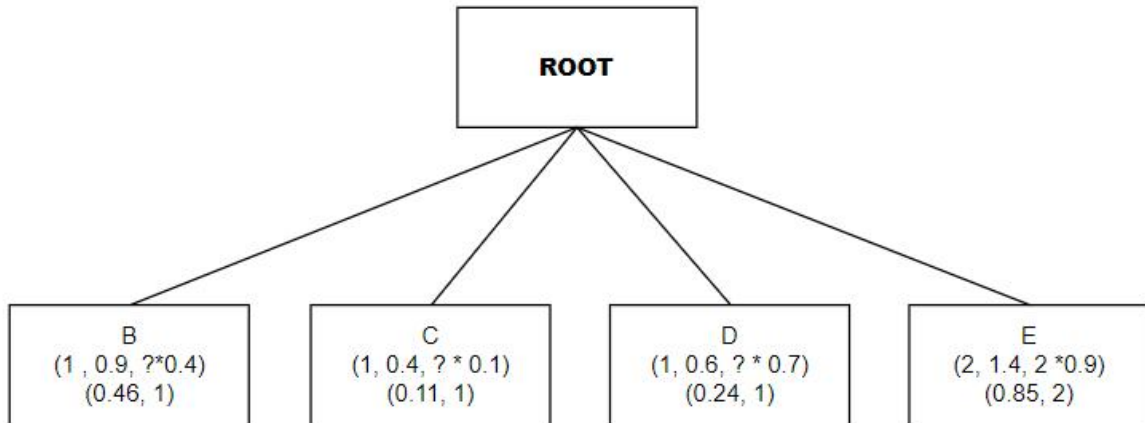 ROOT
B
(1 , 0.9, ?*0.4)
(0.46, 1)
C
(1, 0.4, ? * 0.1)
(0.11, 1)
D
(1, 0.6, ? * 0.7)
(0.24, 1)
E
(2, 1.4, 2 *0.9)
(0.85, 2)